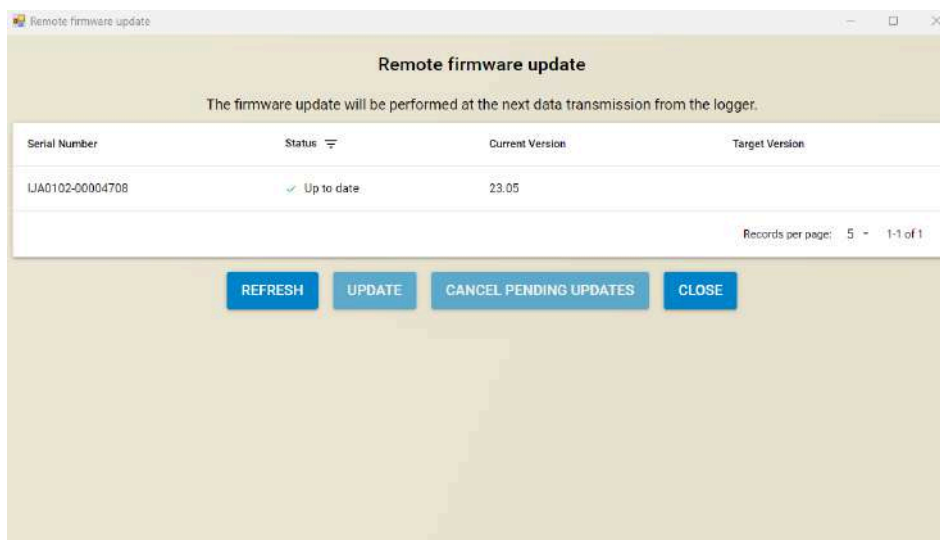 Remote firmware update
Remote firmware update
The firmware update will be performed at the next data transmission from the logger.
Serial Number Status Current Version Target Version
IJA0102-00004708 Up to date 23.05
Records per page: 5 1-1 of 1
REFRESH UPDATE CANCEL PENDING UPDATES CLOSE